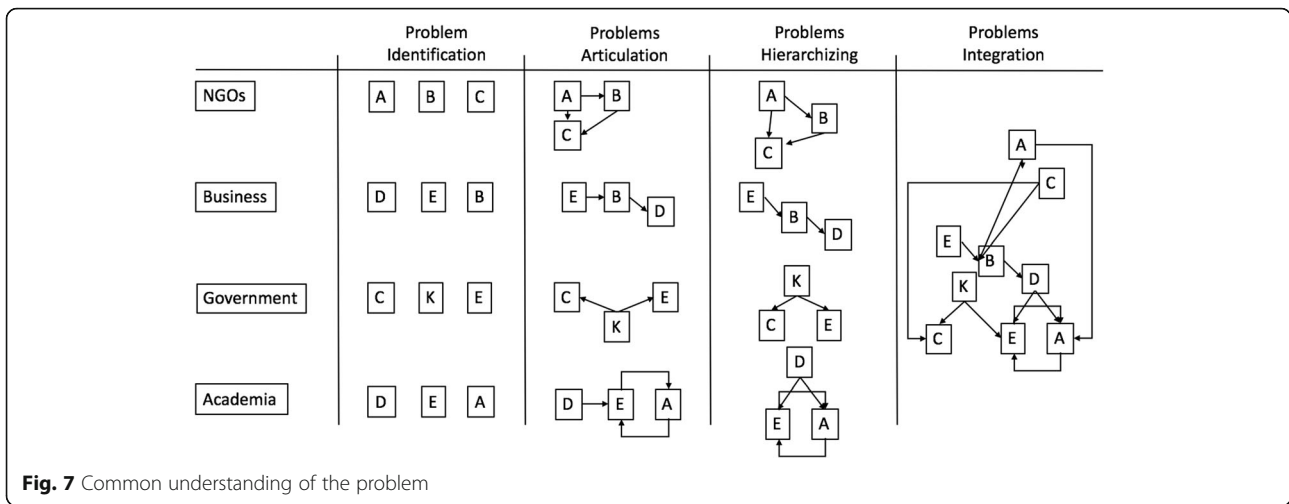 Problem Identification
Problems Articulation
Problems Hierarchizing
Problems Integration
NGOs
A B C
A B
C
A
B
C
Business
D E B
E B D
E
B
D
Government
C K E
C E
K
K
C E
Academia
D E A
D E A
D
E A
A
C
E
B
K D
C E A
Fig. 7 Common understanding of the problem